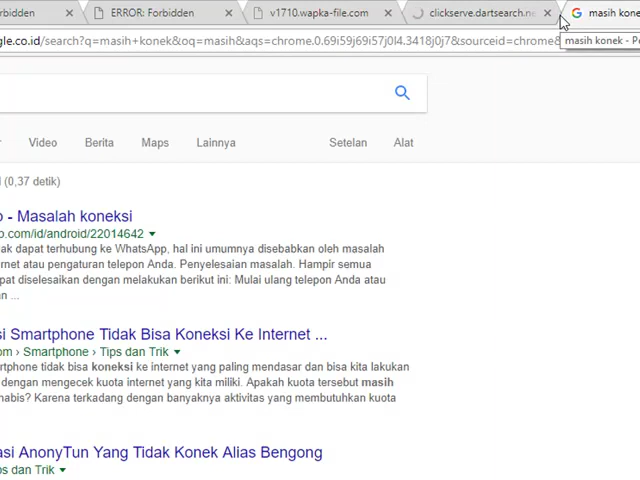 rbidden × ERROR: Forbidden × v1710.wapka-file.com × clickserve.dartsearch.ne × masih kone
gle.co.id/search?q=masih+konek&oq=masih&aqs=chrome.0.69i59j69i57j0l4.3418j0j7&sourceid=chrome&
masih konek - Pe
Video Berita Maps Lainnya Setelan Alat
(0,37 detik)
o - Masalah koneksi
p.com/id/android/22014642
ak dapat terhubung ke WhatsApp, hal ini umumnya disebabkan oleh masalah
rnet atau pengaturan telepon Anda. Penyelesaian masalah. Hampir semua
pat diselesaikan dengan melakukan berikut ini: Mulai ulang telepon Anda atau
an ...
si Smartphone Tidak Bisa Koneksi Ke Internet ...
om › Smartphone › Tips dan Trik
rtphone tidak bisa koneksi ke internet yang paling mendasar dan bisa kita lakukan
dengan mengecek kuota internet yang kita miliki. Apakah kuota tersebut masih
habis? Karena terkadang dengan banyaknya aktivitas yang membutuhkan kuota
asi AnonyTun Yang Tidak Konek Alias Bengong
ps dan Trik